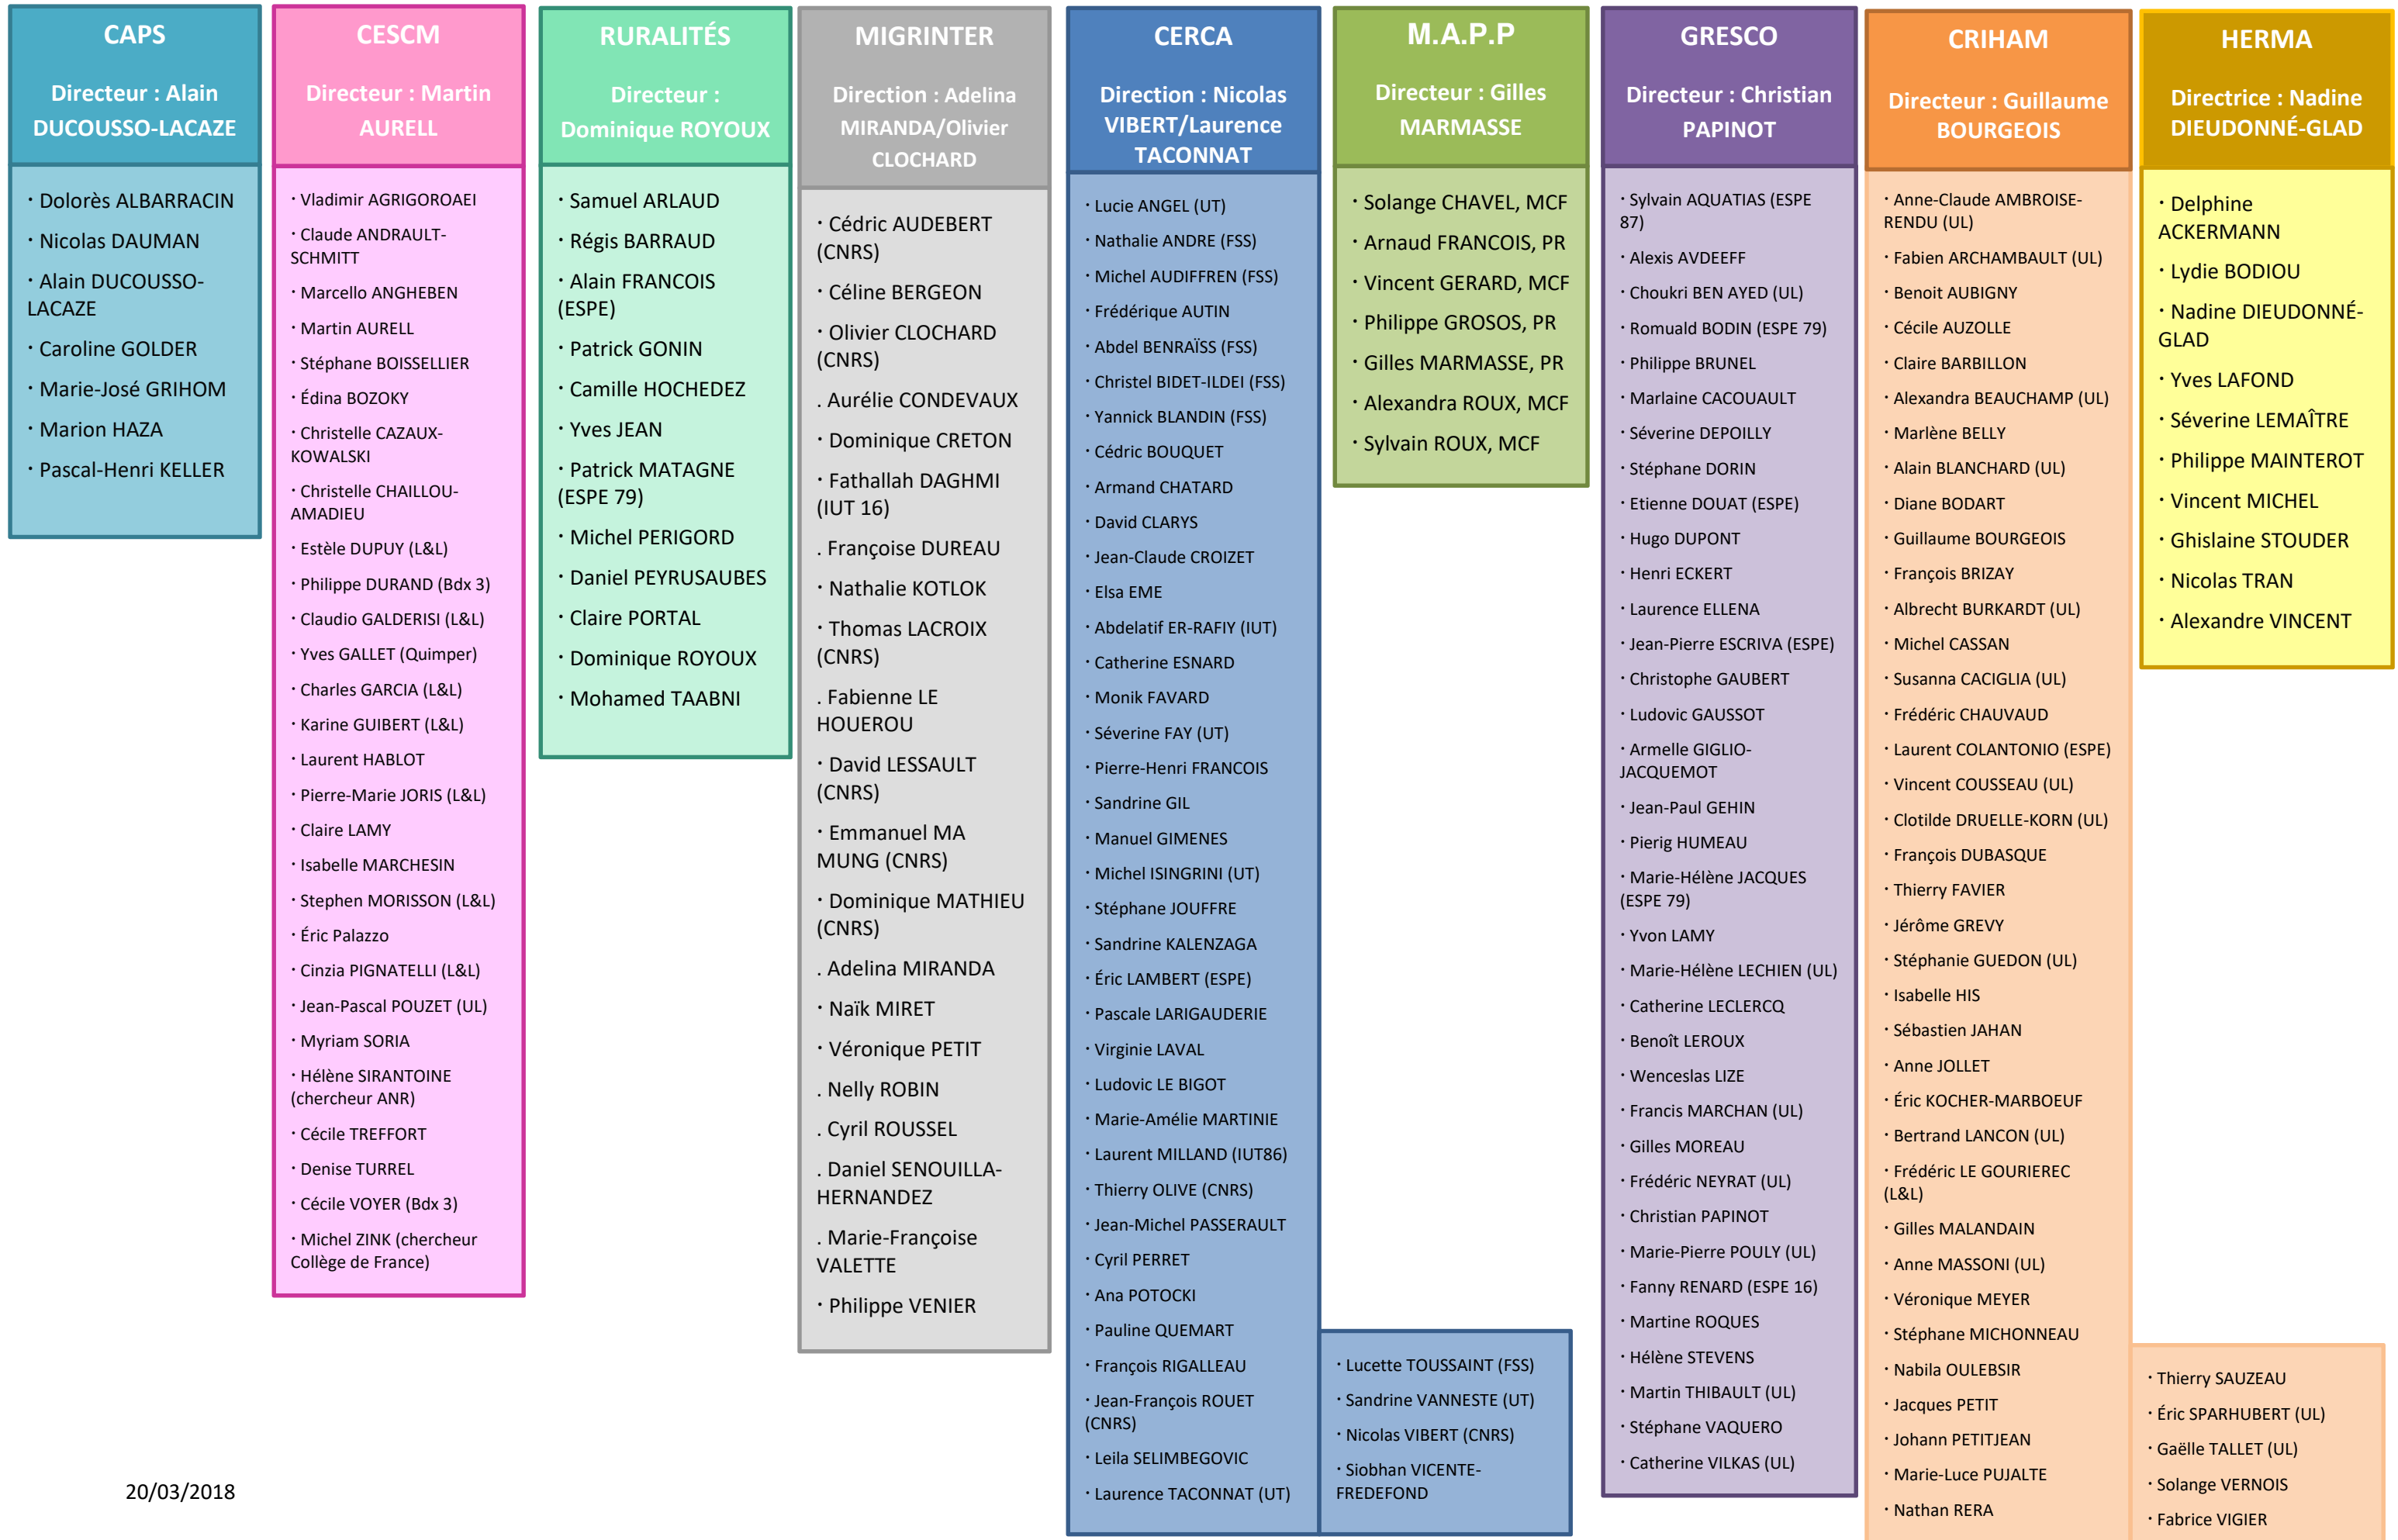 CAPS
Directeur : Alain
DUCOUSSO-LACAZE
· Dolorès ALBARRACIN
· Nicolas DAUMAN
· Alain DUCOUSSO-
LACAZE
· Caroline GOLDER
· Marie-José GRIHOM
· Marion HAZA
· Pascal-Henri KELLER
CESCM
Directeur : Martin
AURELL
· Vladimir AGRIGOROAEI
· Claude ANDRAULT-
SCHMITT
· Marcello ANGHEBEN
· Martin AURELL
· Stéphane BOISSELLIER
· Édina BOZOKY
· Christelle CAZAUX-
KOWALSKI
· Christelle CHAILLOU-
AMADIEU
· Estèle DUPUY (L&L)
· Philippe DURAND (Bdx 3)
· Claudio GALDERISI (L&L)
· Yves GALLET (Quimper)
· Charles GARCIA (L&L)
· Karine GUIBERT (L&L)
· Laurent HABLOT
· Pierre-Marie JORIS (L&L)
· Claire LAMY
· Isabelle MARCHESIN
· Stephen MORISSON (L&L)
· Éric Palazzo
· Cinzia PIGNATELLI (L&L)
· Jean-Pascal POUZET (UL)
· Myriam SORIA
· Hélène SIRANTOINE
(chercheur ANR)
· Cécile TREFFORT
· Denise TURREL
· Cécile VOYER (Bdx 3)
· Michel ZINK (chercheur
Collège de France)
RURALITÉS
Directeur :
Dominique ROYOUX
· Samuel ARLAUD
· Régis BARRAUD
· Alain FRANCOIS
(ESPE)
· Patrick GONIN
· Camille HOCHEDEZ
· Yves JEAN
· Patrick MATAGNE
(ESPE 79)
· Michel PERIGORD
· Daniel PEYRUSAUBES
· Claire PORTAL
· Dominique ROYOUX
· Mohamed TAABNI
MIGRINTER
Direction : Adelina
MIRANDA/Olivier
CLOCHARD
· Cédric AUDEBERT
(CNRS)
· Céline BERGEON
· Olivier CLOCHARD
(CNRS)
. Aurélie CONDEVAUX
· Dominique CRETON
· Fathallah DAGHMI
(IUT 16)
. Françoise DUREAU
· Nathalie KOTLOK
· Thomas LACROIX
(CNRS)
. Fabienne LE
HOUEROU
· David LESSAULT
(CNRS)
· Emmanuel MA
MUNG (CNRS)
· Dominique MATHIEU
(CNRS)
. Adelina MIRANDA
· Naïk MIRET
· Véronique PETIT
. Nelly ROBIN
. Cyril ROUSSEL
. Daniel SENOUILLA-
HERNANDEZ
. Marie-Françoise
VALETTE
· Philippe VENIER
CERCA
Direction : Nicolas
VIBERT/Laurence
TACONNAT
· Lucie ANGEL (UT)
· Nathalie ANDRE (FSS)
· Michel AUDIFFREN (FSS)
· Frédérique AUTIN
· Abdel BENRAÏSS (FSS)
· Christel BIDET-ILDEI (FSS)
· Yannick BLANDIN (FSS)
· Cédric BOUQUET
· Armand CHATARD
· David CLARYS
· Jean-Claude CROIZET
· Elsa EME
· Abdelatif ER-RAFIY (IUT)
· Catherine ESNARD
· Monik FAVARD
· Séverine FAY (UT)
· Pierre-Henri FRANCOIS
· Sandrine GIL
· Manuel GIMENES
· Michel ISINGRINI (UT)
· Stéphane JOUFFRE
· Sandrine KALENZAGA
· Éric LAMBERT (ESPE)
· Pascale LARIGAUDERIE
· Virginie LAVAL
· Ludovic LE BIGOT
· Marie-Amélie MARTINIE
· Laurent MILLAND (IUT86)
· Thierry OLIVE (CNRS)
· Jean-Michel PASSERAULT
· Cyril PERRET
· Ana POTOCKI
· Pauline QUEMART
· François RIGALLEAU
· Jean-François ROUET
(CNRS)
· Leila SELIMBEGOVIC
· Laurence TACONNAT (UT)
· Lucette TOUSSAINT (FSS)
· Sandrine VANNESTE (UT)
· Nicolas VIBERT (CNRS)
· Siobhan VICENTE-
FREDEFOND
M.A.P.P
Directeur : Gilles
MARMASSE
· Solange CHAVEL, MCF
· Arnaud FRANCOIS, PR
· Vincent GERARD, MCF
· Philippe GROSOS, PR
· Gilles MARMASSE, PR
· Alexandra ROUX, MCF
· Sylvain ROUX, MCF
GRESCO
Directeur : Christian
PAPINOT
· Sylvain AQUATIAS (ESPE
87)
· Alexis AVDEEFF
· Choukri BEN AYED (UL)
· Romuald BODIN (ESPE 79)
· Philippe BRUNEL
· Marlaine CACOUAULT
· Séverine DEPOILLY
· Stéphane DORIN
· Etienne DOUAT (ESPE)
· Hugo DUPONT
· Henri ECKERT
· Laurence ELLENA
· Jean-Pierre ESCRIVA (ESPE)
· Christophe GAUBERT
· Ludovic GAUSSOT
· Armelle GIGLIO-
JACQUEMOT
· Jean-Paul GEHIN
· Pierig HUMEAU
· Marie-Hélène JACQUES
(ESPE 79)
· Yvon LAMY
· Marie-Hélène LECHIEN (UL)
· Catherine LECLERCQ
· Benoît LEROUX
· Wenceslas LIZE
· Francis MARCHAN (UL)
· Gilles MOREAU
· Frédéric NEYRAT (UL)
· Christian PAPINOT
· Marie-Pierre POULY (UL)
· Fanny RENARD (ESPE 16)
· Martine ROQUES
· Hélène STEVENS
· Martin THIBAULT (UL)
· Stéphane VAQUERO
· Catherine VILKAS (UL)
CRIHAM
Directeur : Guillaume
BOURGEOIS
· Anne-Claude AMBROISE-
RENDU (UL)
· Fabien ARCHAMBAULT (UL)
· Benoit AUBIGNY
· Cécile AUZOLLE
· Claire BARBILLON
· Alexandra BEAUCHAMP (UL)
· Marlène BELLY
· Alain BLANCHARD (UL)
· Diane BODART
· Guillaume BOURGEOIS
· François BRIZAY
· Albrecht BURKARDT (UL)
· Michel CASSAN
· Susanna CACIGLIA (UL)
· Frédéric CHAUVAUD
· Laurent COLANTONIO (ESPE)
· Vincent COUSSEAU (UL)
· Clotilde DRUELLE-KORN (UL)
· François DUBASQUE
· Thierry FAVIER
· Jérôme GREVY
· Stéphanie GUEDON (UL)
· Isabelle HIS
· Sébastien JAHAN
· Anne JOLLET
· Éric KOCHER-MARBOEUF
· Bertrand LANCON (UL)
· Frédéric LE GOURIEREC
(L&L)
· Gilles MALANDAIN
· Anne MASSONI (UL)
· Véronique MEYER
· Stéphane MICHONNEAU
· Nabila OULEBSIR
· Jacques PETIT
· Johann PETITJEAN
· Marie-Luce PUJALTE
· Nathan RERA
· Thierry SAUZEAU
· Éric SPARHUBERT (UL)
· Gaëlle TALLET (UL)
· Solange VERNOIS
· Fabrice VIGIER
HERMA
Directrice : Nadine
DIEUDONNÉ-GLAD
· Delphine
ACKERMANN
· Lydie BODIOU
· Nadine DIEUDONNÉ-
GLAD
· Yves LAFOND
· Séverine LEMAÎTRE
· Philippe MAINTEROT
· Vincent MICHEL
· Ghislaine STOUDER
· Nicolas TRAN
· Alexandre VINCENT
20/03/2018